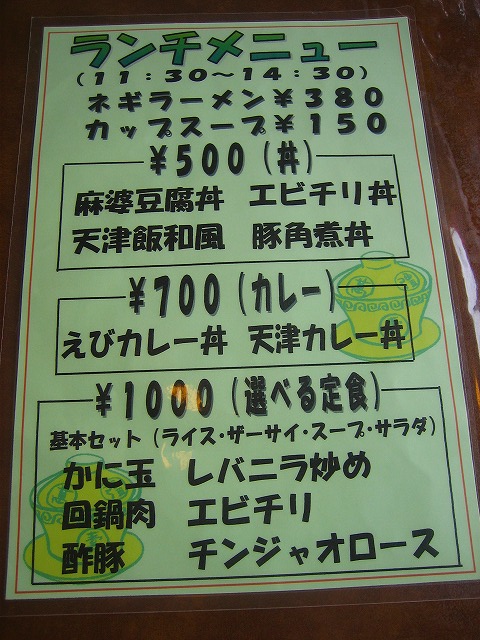 ランチメニュー
(11:30〜14:30)
ネギラーメン¥380
カップスープ¥150
¥500(丼)
麻婆豆腐丼 エビチリ丼
天津飯和風 豚角煮丼
¥700(カレー)
えびカレー丼 天津カレー丼
¥1000(選べる定食)
基本セット(ライス・ザーサイ・スープ・サラダ)
かに玉 レバニラ炒め
回鍋肉 エビチリ
酢豚 チンジャオロース